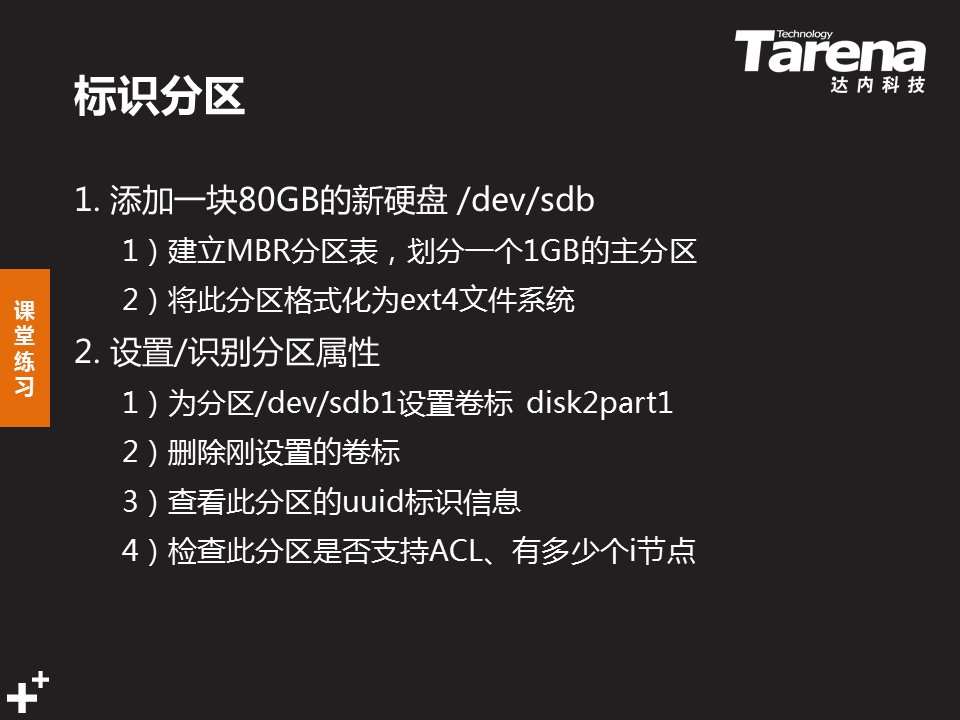 Technology
Tarena
达内科技
标识分区
1. 添加一块80GB的新硬盘 /dev/sdb
1）建立MBR分区表，划分一个1GB的主分区
2）将此分区格式化为ext4文件系统
课堂练习
2. 设置/识别分区属性
1）为分区/dev/sdb1设置卷标 disk2part1
2）删除刚设置的卷标
3）查看此分区的uuid标识信息
4）检查此分区是否支持ACL、有多少个i节点